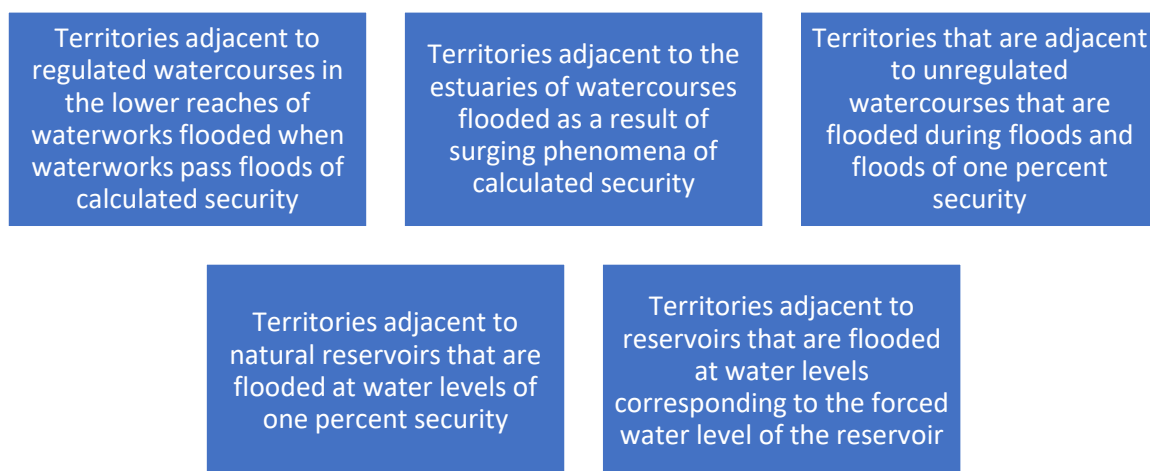 Territories adjacent to
regulated watercourses in
the lower reaches of
waterworks flooded when
waterworks pass floods of
calculated security
Territories adjacent to the
estuaries of watercourses
flooded as a result of
surging phenomena of
calculated security
Territories that are adjacent
to unregulated
watercourses that are
flooded during floods and
floods of one percent
security
Territories adjacent to
natural reservoirs that are
flooded at water levels of
one percent security
Territories adjacent to
reservoirs that are flooded
at water levels
corresponding to the forced
water level of the reservoir